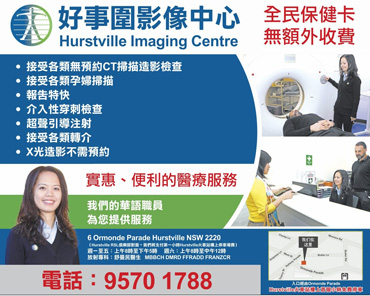 好事圍影像中心
Hurstville Imaging Centre
全民保健卡
無額外收費
• 接受各類無預約CT掃描造影檢查
• 接受各類孕婦掃描
• 報告特快
• 介入性穿刺檢查
• 超聲引導注射
• 接受各類轉介
• X光造影不需預約
實惠、便利的醫療服務
我們的華語職員
為您提供服務
6 Ormonde Parade Hurstville NSW 2220
電話：9570 1788